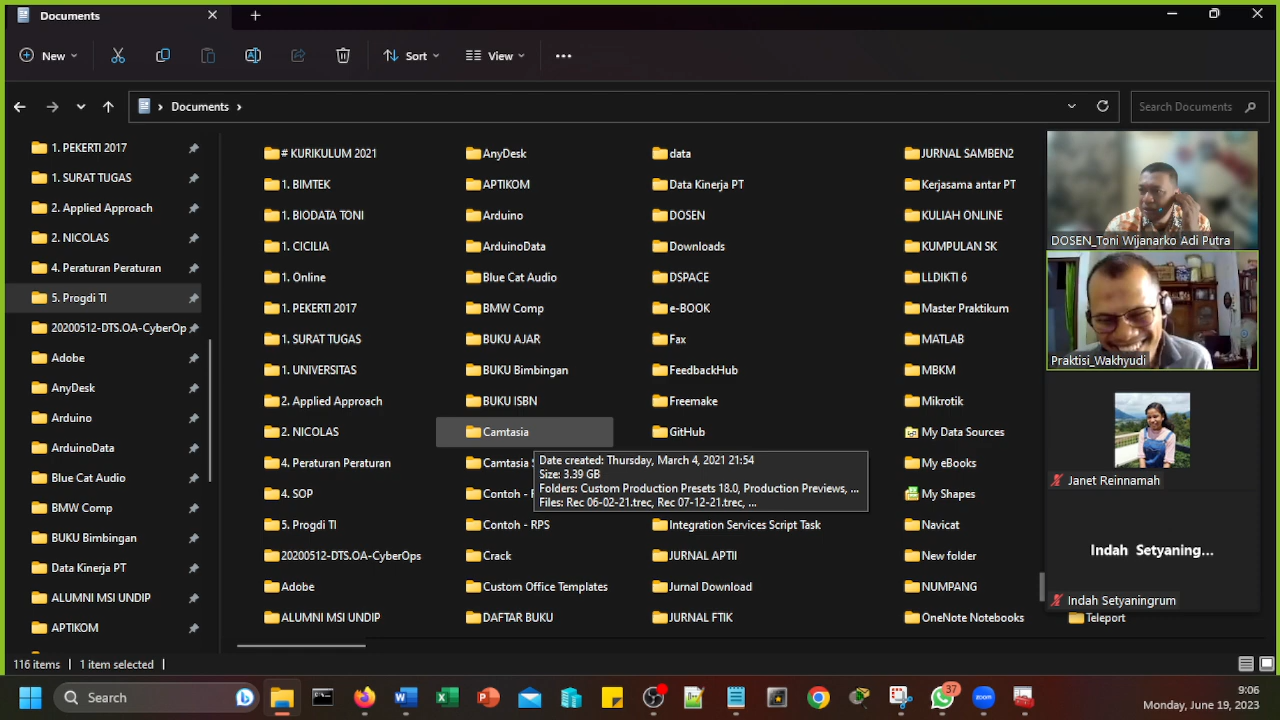 Documents
New
Sort
View
Documents
Search Documents
1. PEKERTI 2017
1. SURAT TUGAS
2. Applied Approach
2. NICOLAS
4. Peraturan Peraturan
5. Progdi TI
20200512-DTS.OA-CyberOp
Adobe
AnyDesk
Arduino
ArduinoData
Blue Cat Audio
BMW Comp
BUKU Bimbingan
Data Kinerja PT
ALUMNI MSI UNDIP
APTIKOM
# KURIKULUM 2021
1. BIMTEK
1. BIODATA TONI
1. CICILIA
1. Online
1. PEKERTI 2017
1. SURAT TUGAS
1. UNIVERSITAS
2. Applied Approach
2. NICOLAS
4. Peraturan Peraturan
4. SOP
5. Progdi TI
20200512-DTS.OA-CyberOps
Adobe
ALUMNI MSI UNDIP
AnyDesk
APTIKOM
Arduino
ArduinoData
Blue Cat Audio
BMW Comp
BUKU AJAR
BUKU Bimbingan
BUKU ISBN
Camtasia
Camtasia
Contoh -
Contoh - RPS
Crack
Custom Office Templates
DAFTAR BUKU
data
Data Kinerja PT
DOSEN
Downloads
DSPACE
e-BOOK
Fax
FeedbackHub
Freemake
GitHub
Date created: Thursday, March 4, 2021 21:54
Size: 3.39 GB
Folders: Custom Production Presets 18.0, Production Previews, ...
Files: Rec 06-02-21.trec, Rec 07-12-21.trec, ...
Integration Services Script Task
JURNAL APTII
Jurnal Download
JURNAL FTIK
JURNAL SAMBEN2
Kerjasama antar PT
KULIAH ONLINE
KUMPULAN SK
LLDIKTI 6
Master Praktikum
MATLAB
MBKM
Mikrotik
My Data Sources
My eBooks
My Shapes
Navicat
New folder
NUMPANG
OneNote Notebooks
Teleport
DOSEN_Toni Wijanarko Adi Putra
Praktisi_Wakhyudi
Janet Reinnamah
Indah Setyaning...
Indah Setyaningrum
116 items
1 item selected
Search
37
9:06
Monday, June 19, 2023